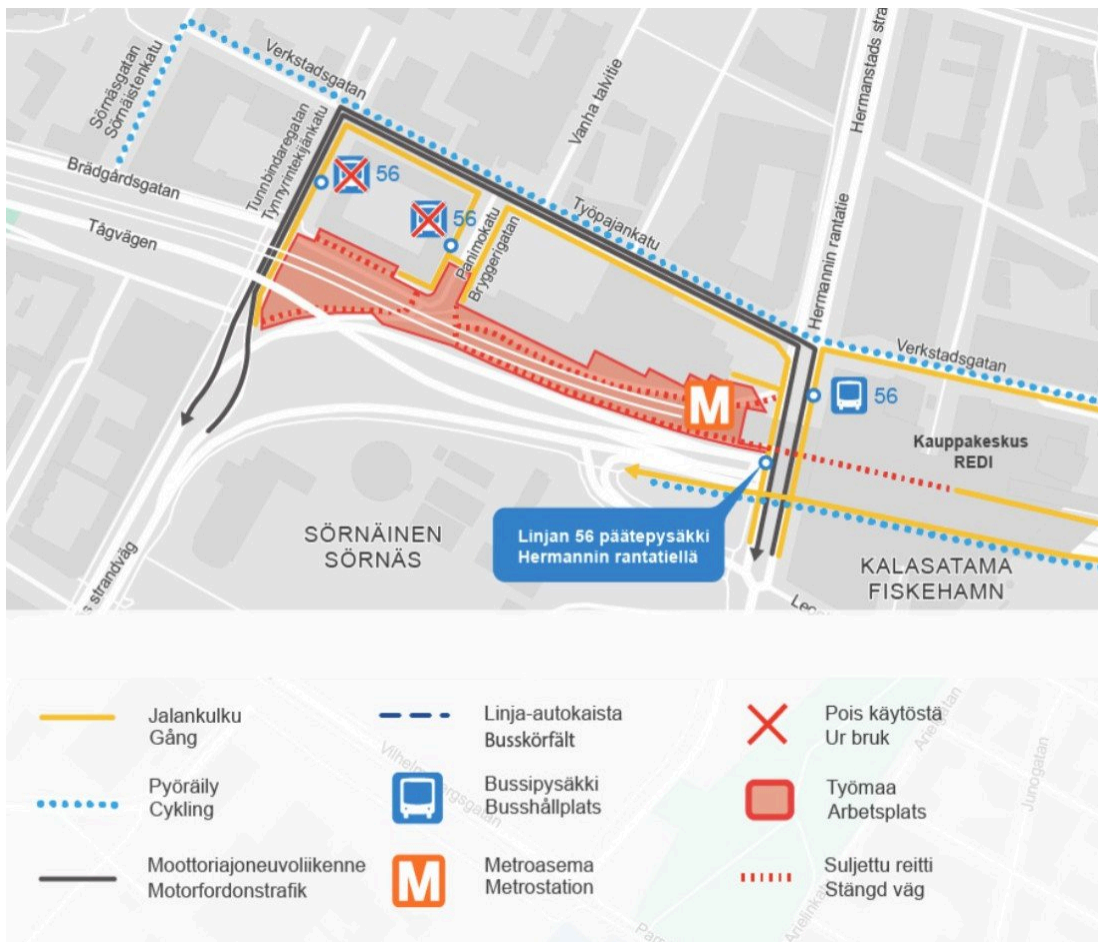 Sörnäsgatan
Sörnäistenkatu
Verkstadsgatan
Brädgårdsgatan
Tågvägen
Tunnbindaregatan
Tynnyrintekijänkatu
56
56
Panimokatu
Bryggerigatan
Vanha talvitie
Työpajankatu
Hermanstads
Hermannin rantatie
Verkstadsgatan
M
56
Kauppakeskus
REDI
Linjan 56 päätepysäkki
Hermannin rantatiellä
SÖRNÄINEN
SÖRNÄS
KALASATAMA
FISKEHAMN
strandväg
Jalankulku
Gång
Pyöräily
Cykling
Moottoriajoneuvoliikenne
Motorfordonstrafik
Linja-autokaista
Busskörfält
Bussipysäkki
Busshållplats
M
Metroasema
Metrostation
Pois käytöstä
Ur bruk
Työmaa
Arbetsplats
Suljettu reitti
Stängd väg
Junogatan